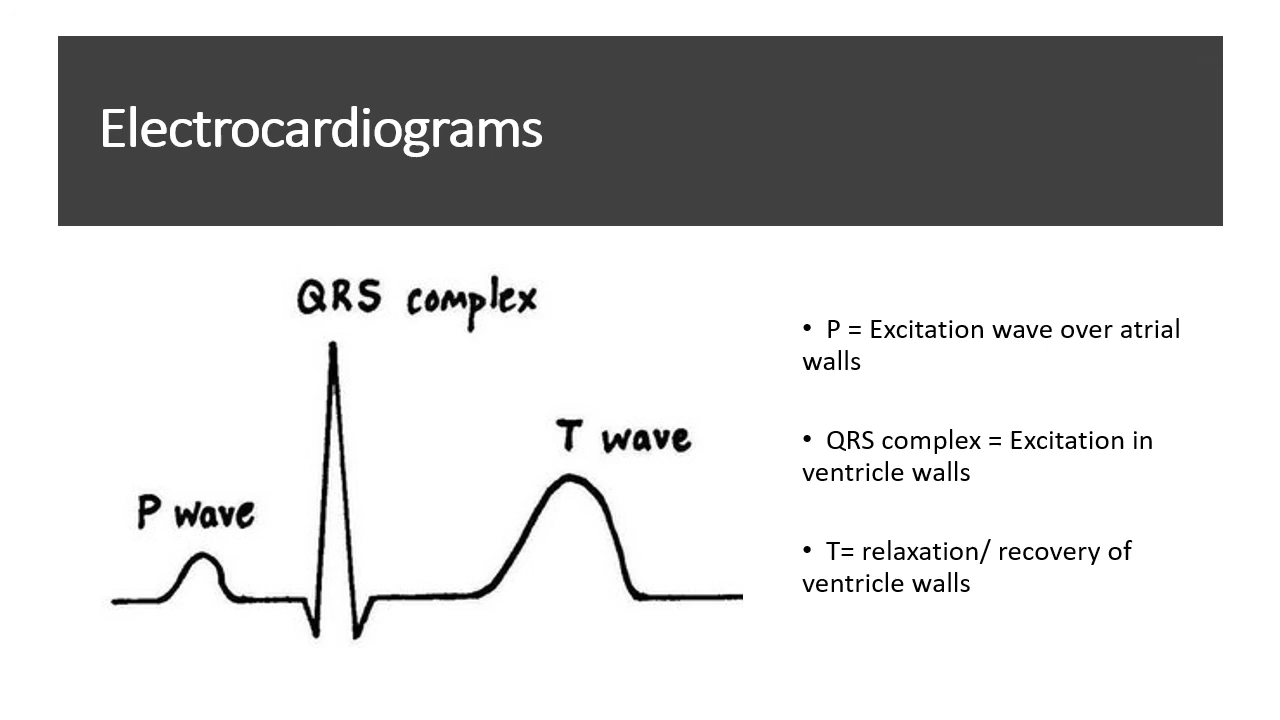 Electrocardiograms
QRS complex
T wave
P wave
• P = Excitation wave over atrial
walls
• QRS complex = Excitation in
ventricle walls
• T= relaxation/ recovery of
ventricle walls